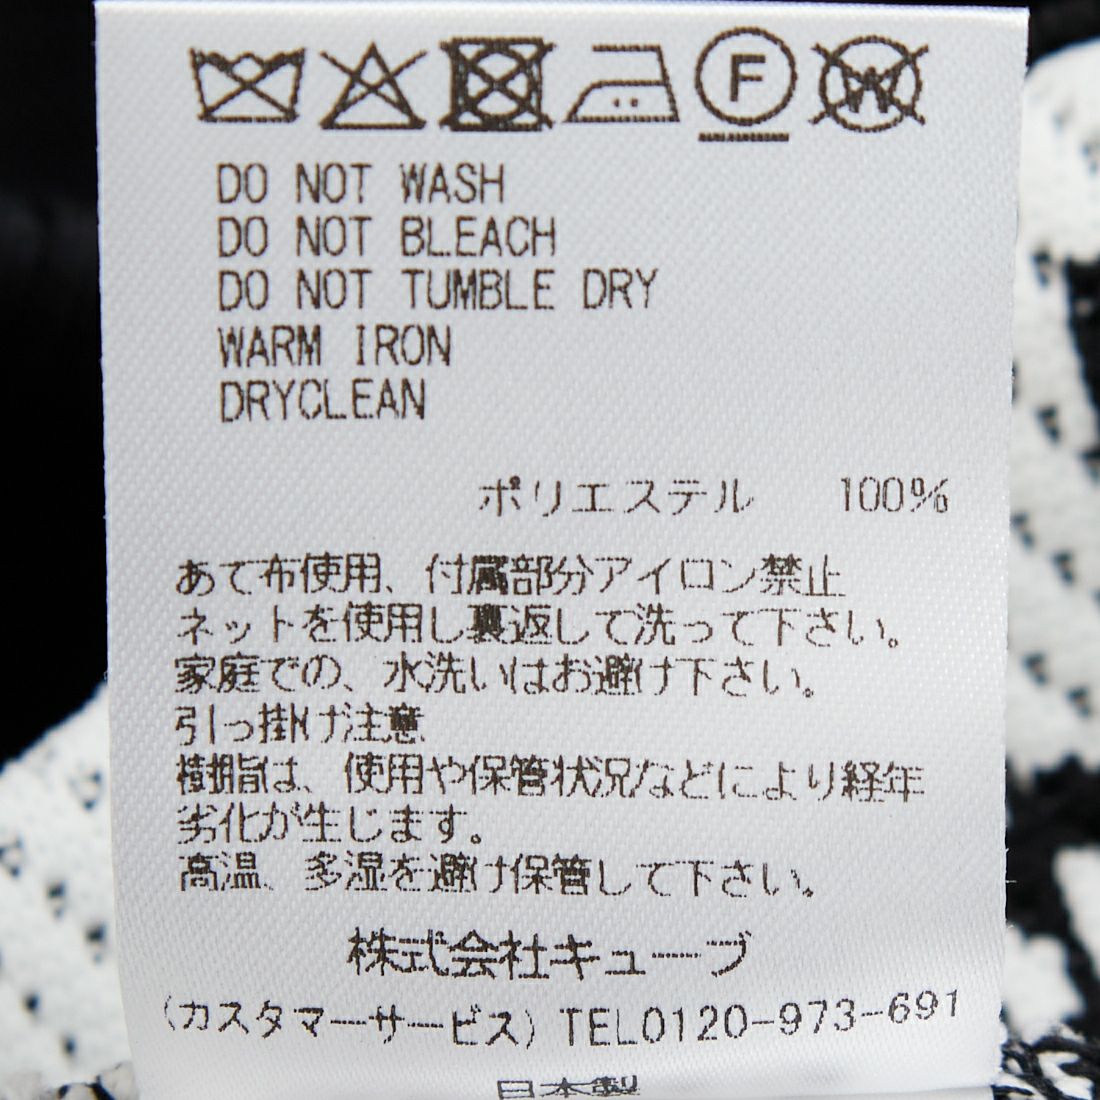 F W
DO NOT WASH
DO NOT BLEACH
DO NOT TUMBLE DRY
WARM IRON
DRYCLEAN
ポリエステル 100%
あて布使用、付属部分アイロン禁止
ネットを使用し裏返して洗って下さい。
家庭での、水洗いはお避け下さい。
引っ掛け注意
樹脂は、使用や保管状況などにより経年
劣化が生じます。
高温、多湿を避け保管して下さい。
株式会社キューブ
(カスタマーサービス) TEL0120-973-691
日本製